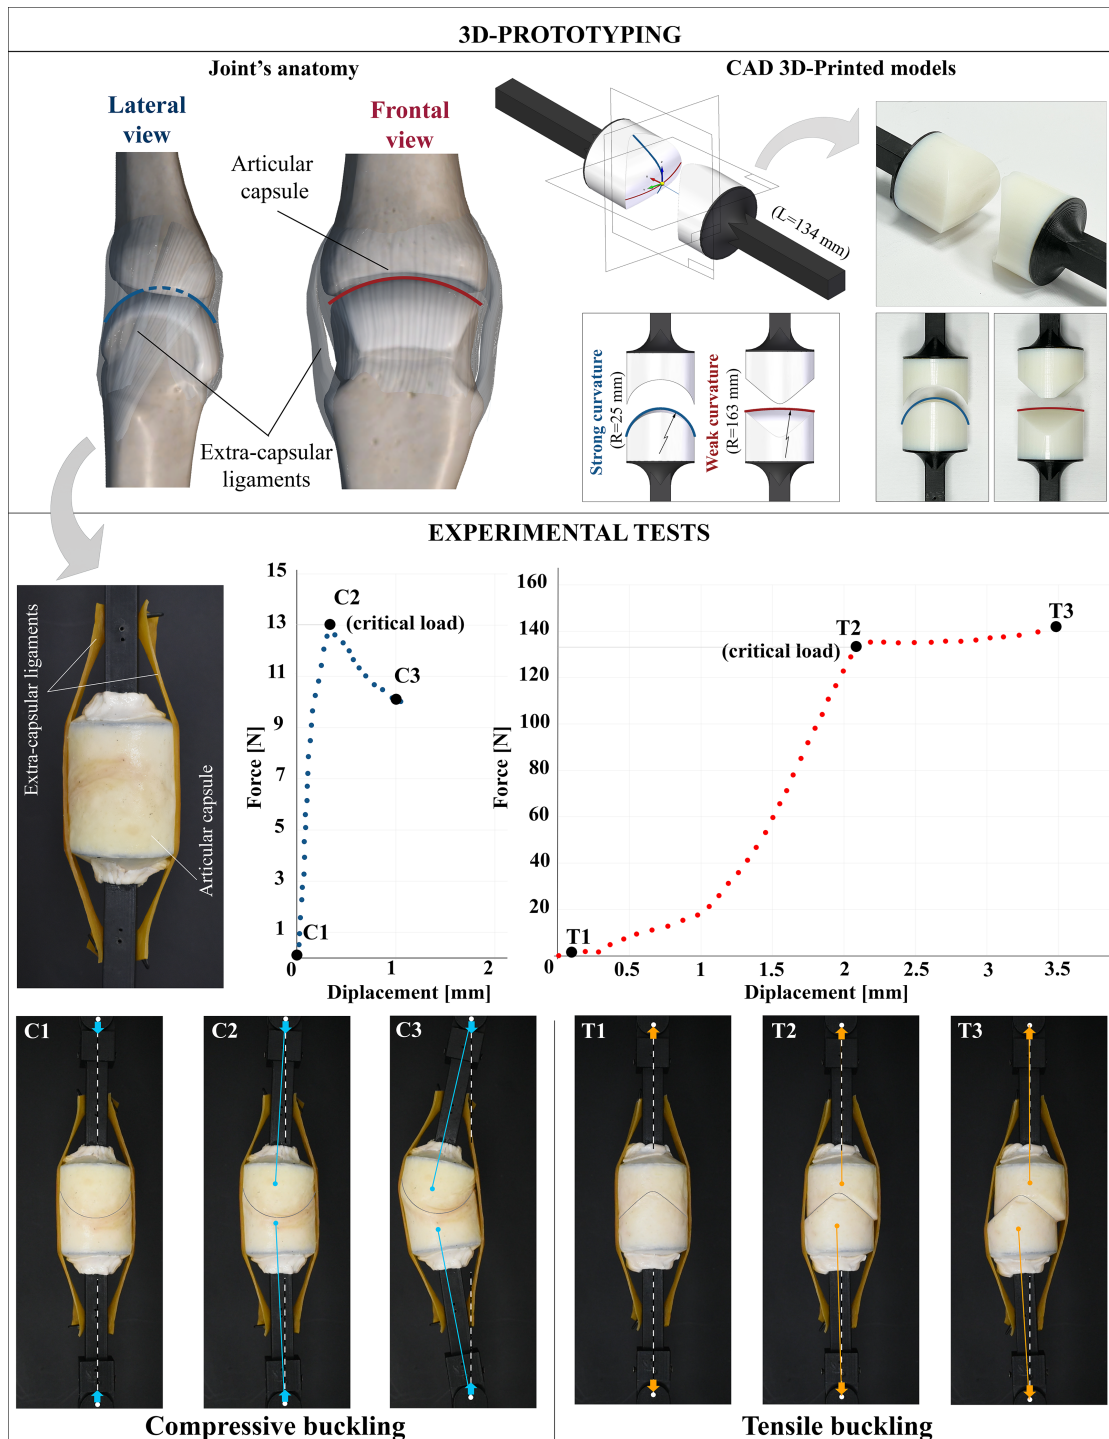 3D-PROTOTYPING
Joint's anatomy
CAD 3D-Printed models
Lateral
view
Frontal
view
Articular
capsule
Extra-capsular
ligaments
(L=134 mm)
Strong curvature
(R=25 mm)
Weak curvature
(R=163 mm)
EXPERIMENTAL TESTS
Extra-capsular ligaments
Articular capsule
15
13
11
9
7
5
3
1
0
1
2
Force [N]
Diplacement [mm]
C1
C2
(critical load)
C3
160
140
120
100
80
60
40
20
0
0.5
1
1.5
2
2.5
3
3.5
Force [N]
Diplacement [mm]
T1
T2
(critical load)
T3
C1
C2
C3
T1
T2
T3
Compressive buckling
Tensile buckling